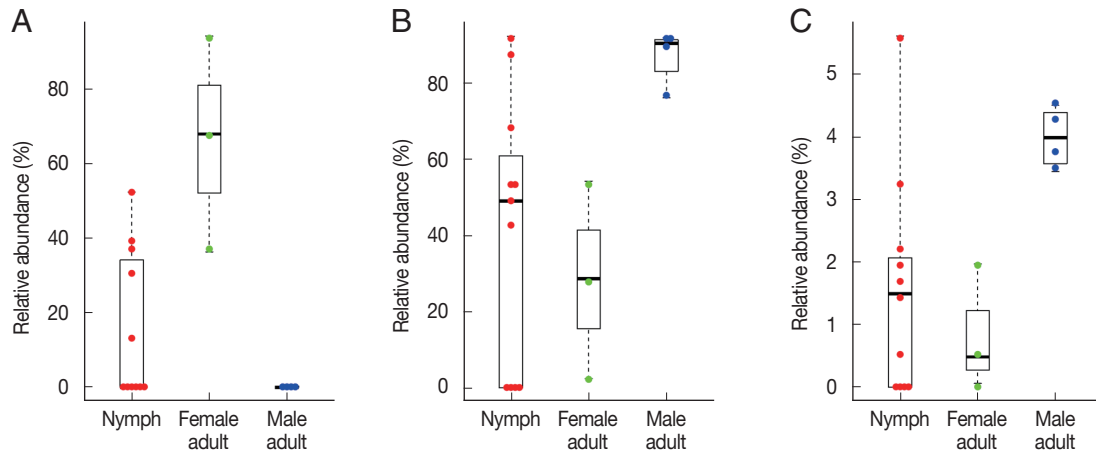 A
Relative abundance (%)
80
60
40
20
0
Nymph
Female
adult
Male
adult
B
Relative abundance (%)
80
60
40
20
0
Nymph
Female
adult
Male
adult
C
Relative abundance (%)
5
4
3
2
1
0
Nymph
Female
adult
Male
adult